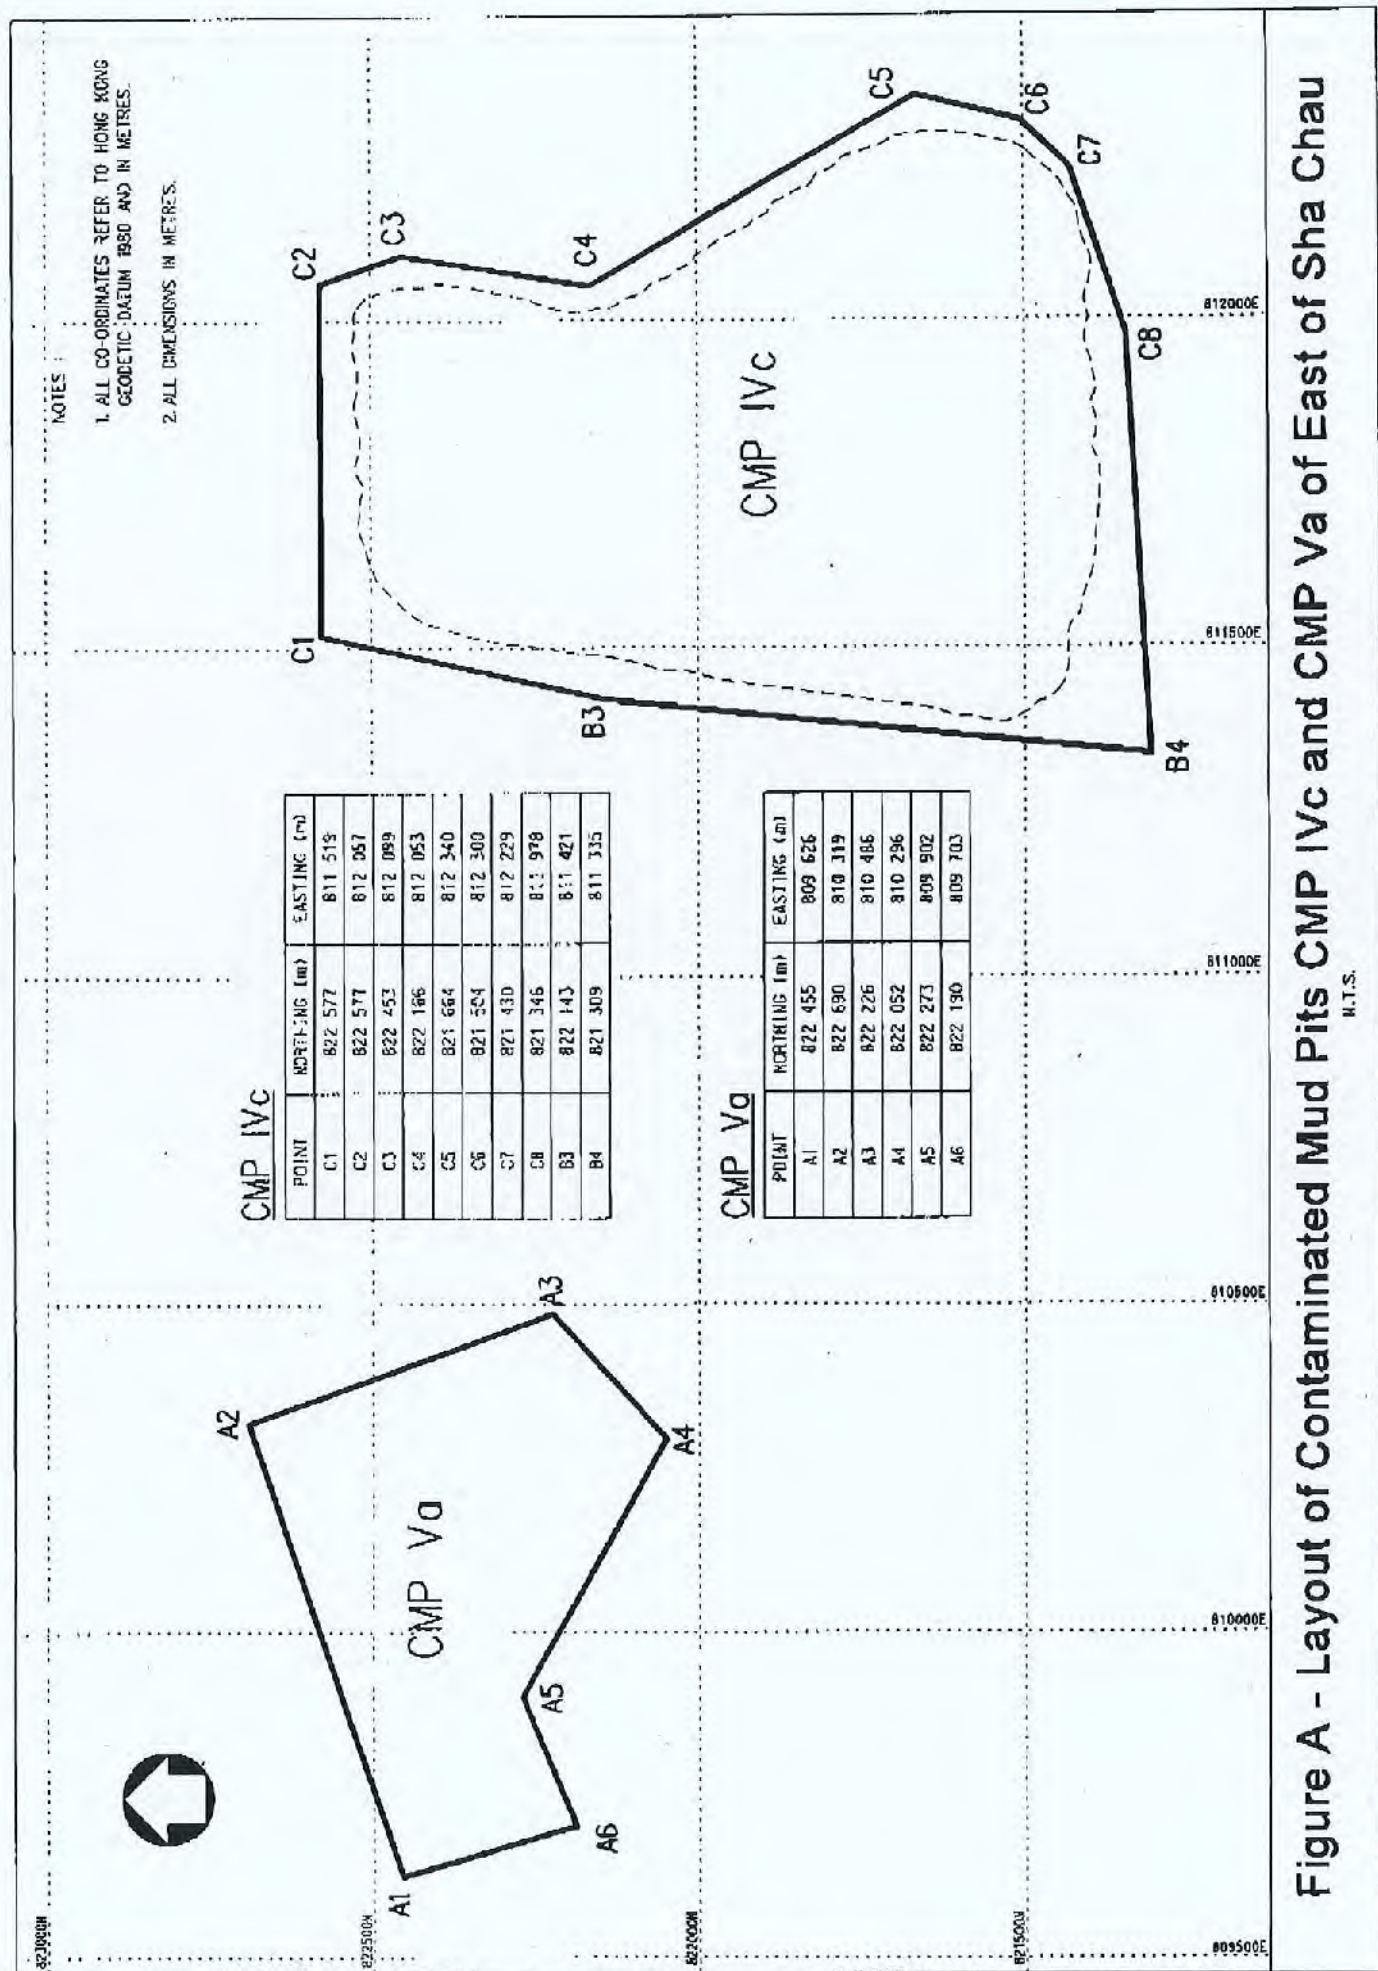 NOTES :
1. ALL CO-ORDINATES REFER TO HONG KONG
GEODETIC DATUM 1980 AND IN METRES.
2. ALL DIMENSIONS IN METRES.
823000N
822500N
822000N
821500N
809500E
810000E
810500E
811000E
811500E
812000E
A1
A2
A3
A4
A5
A6
CMP Va
C1
C2
C3
C4
C5
C6
C7
C8
B3
B4
CMP IVc
CMP IVc
POINT NORTHING (m) EASTING (m)
C1 822 577 811 519
C2 822 577 812 057
C3 822 453 812 099
C4 822 166 812 053
C5 821 664 812 340
C6 821 504 812 300
C7 821 430 812 229
C8 821 346 978
B3 822 143 811 421
B4 821 309 811 335
CMP Va
POINT NORTHING (m) EASTING (m)
A1 822 455 809 626
A2 822 690 810 319
A3 822 226 810 486
A4 822 052 810 296
A5 822 273 809 902
A6 822 190 809 703
Figure A - Layout of Contaminated Mud Pits CMP IVc and CMP Va of East of Sha Chau
N.T.S.